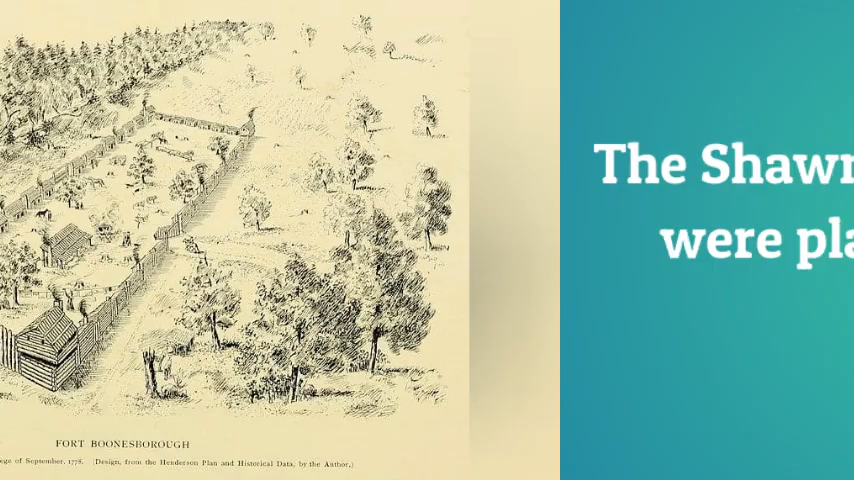 FORT BOONESBOROUGH
ege of September, 1778. (Design, from the Henderson Plan and Historical Data, by the Author.)
The Shawn
were pla